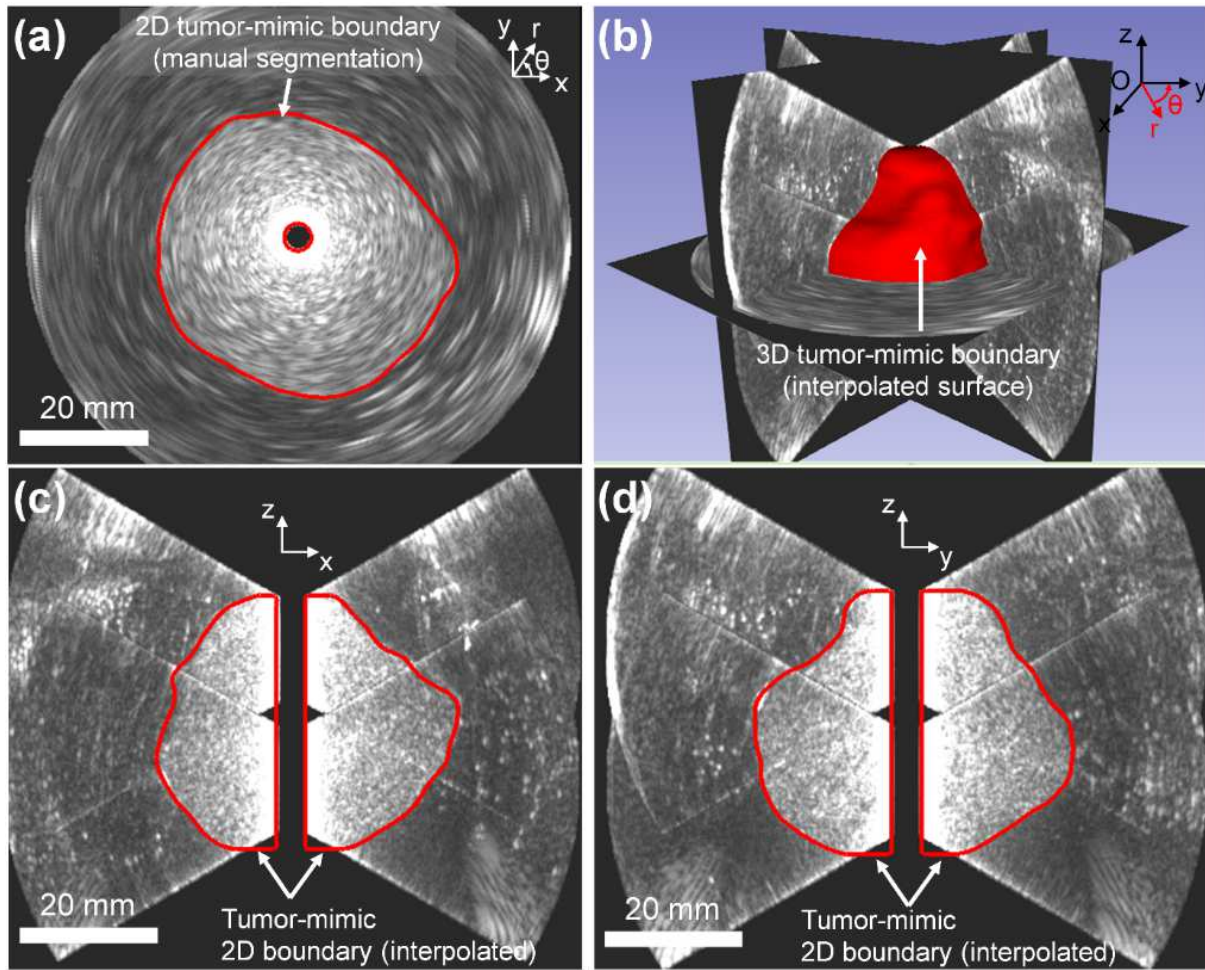 (a)
2D tumor-mimic boundary
(manual segmentation)
y
r
θ
x
20 mm
(b)
z
O
y
x
r
θ
3D tumor-mimic boundary
(interpolated surface)
(c)
z
x
20 mm
Tumor-mimic
2D boundary (interpolated)
(d)
z
y
20 mm
Tumor-mimic
2D boundary (interpolated)